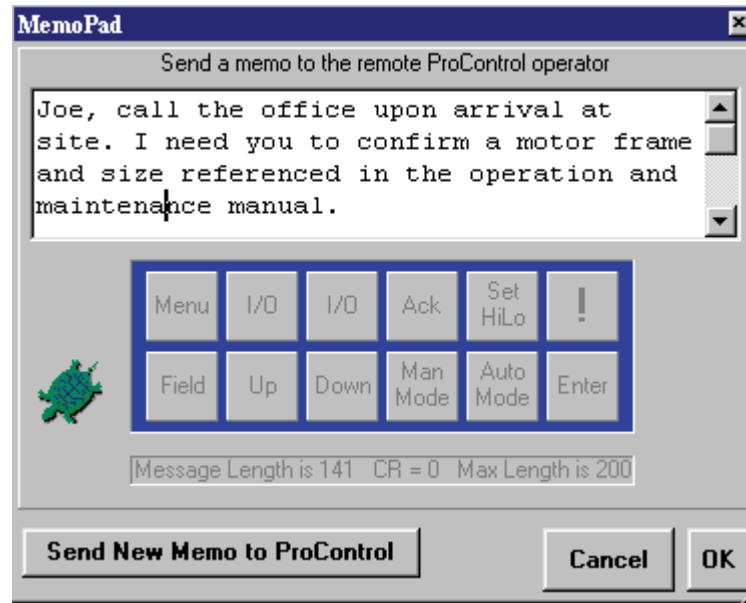 MemoPad
Send a memo to the remote ProControl operator
Joe, call the office upon arrival at
site. I need you to confirm a motor frame
and size referenced in the operation and
maintenance manual.
Menu I/O I/O Ack Set HiLo !
Field Up Down Man Mode Auto Mode Enter
Message Length is 141 CR = 0 Max Length is 200
Send New Memo to ProControl Cancel OK